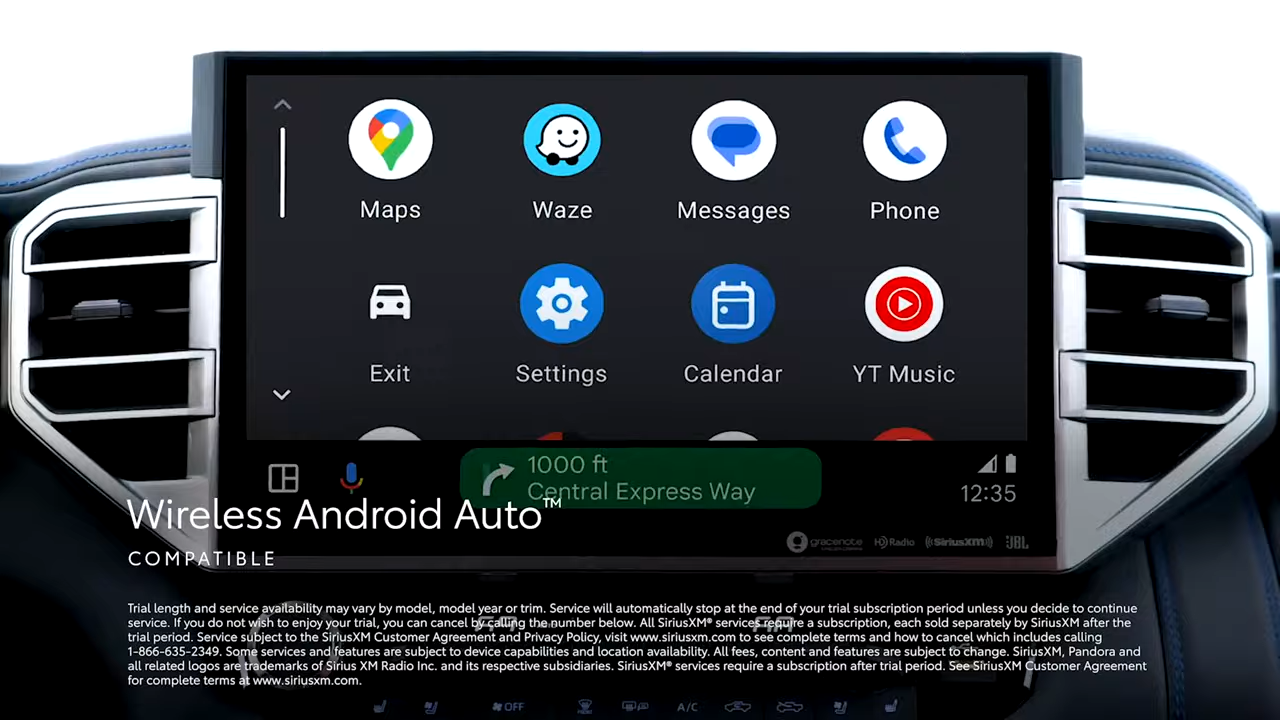 Maps
Waze
Messages
Phone
Exit
Settings
Calendar
YT Music
1000 ft
Central Express Way
12:35
Wireless Android Auto™
COMPATIBLE
gracenote
HD Radio
((SiriusXM))
JBL
Trial length and service availability may vary by model, model year or trim. Service will automatically stop at the end of your trial subscription period unless you decide to continue
service. If you do not wish to enjoy your trial, you can cancel by calling the number below. All SiriusXM® services require a subscription, each sold separately by SiriusXM after the
trial period. Service subject to the SiriusXM Customer Agreement and Privacy Policy, visit www.siriusxm.com to see complete terms and how to cancel which includes calling
1-866-635-2349. Some services and features are subject to device capabilities and location availability. All fees, content and features are subject to change. SiriusXM, Pandora and
all related logos are trademarks of Sirius XM Radio Inc. and its respective subsidiaries. SiriusXM® services require a subscription after trial period. See SiriusXM Customer Agreement
for complete terms at www.siriusxm.com.
OFF
A/C